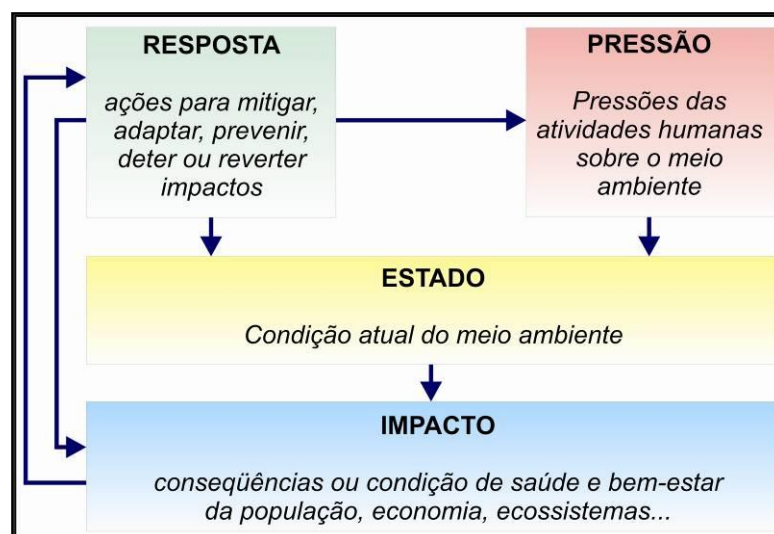 RESPOSTA
ações para mitigar,
adaptar, prevenir,
deter ou reverter
impactos
PRESSÃO
Pressões das
atividades humanas
sobre o meio
ambiente
ESTADO
Condição atual do meio ambiente
IMPACTO
conseqüências ou condição de saúde e bem-estar
da população, economia, ecossistemas...